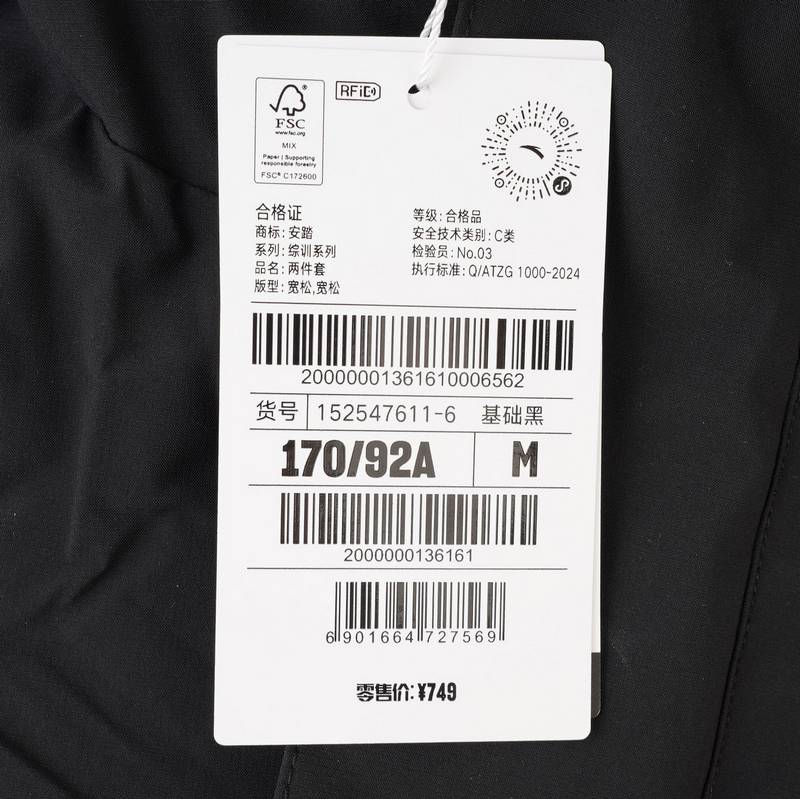 FSC
www.fsc.org
MIX
Paper | Supporting
responsible forestry
FSC® C172600
RFiD
合格证
商标: 安踏
系列: 综训系列
品名: 两件套
版型: 宽松,宽松
等级: 合格品
安全技术类别: C类
检验员: No.03
执行标准: Q/ATZG 1000-2024
20000001361610006562
货号 152547611-6 基础黑
170/92A M
2000000136161
6901664727569
零售价: ¥749